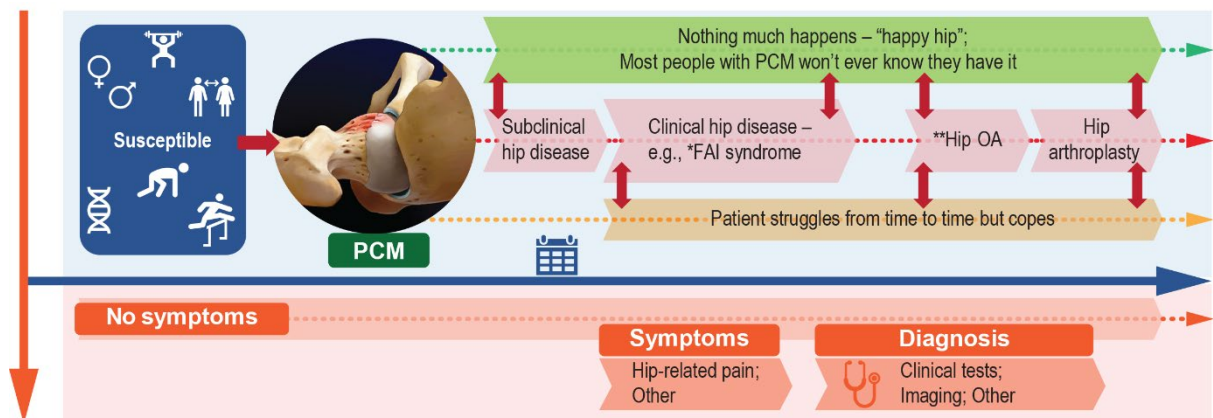 Nothing much happens – “happy hip”;
Most people with PCM won’t ever know they have it
Susceptible
Subclinical
hip disease
Clinical hip disease –
e.g., *FAI syndrome
**Hip OA
Hip
arthroplasty
Patient struggles from time to time but copes
PCM
No symptoms
Symptoms
Hip-related pain;
Other
Diagnosis
Clinical tests;
Imaging; Other